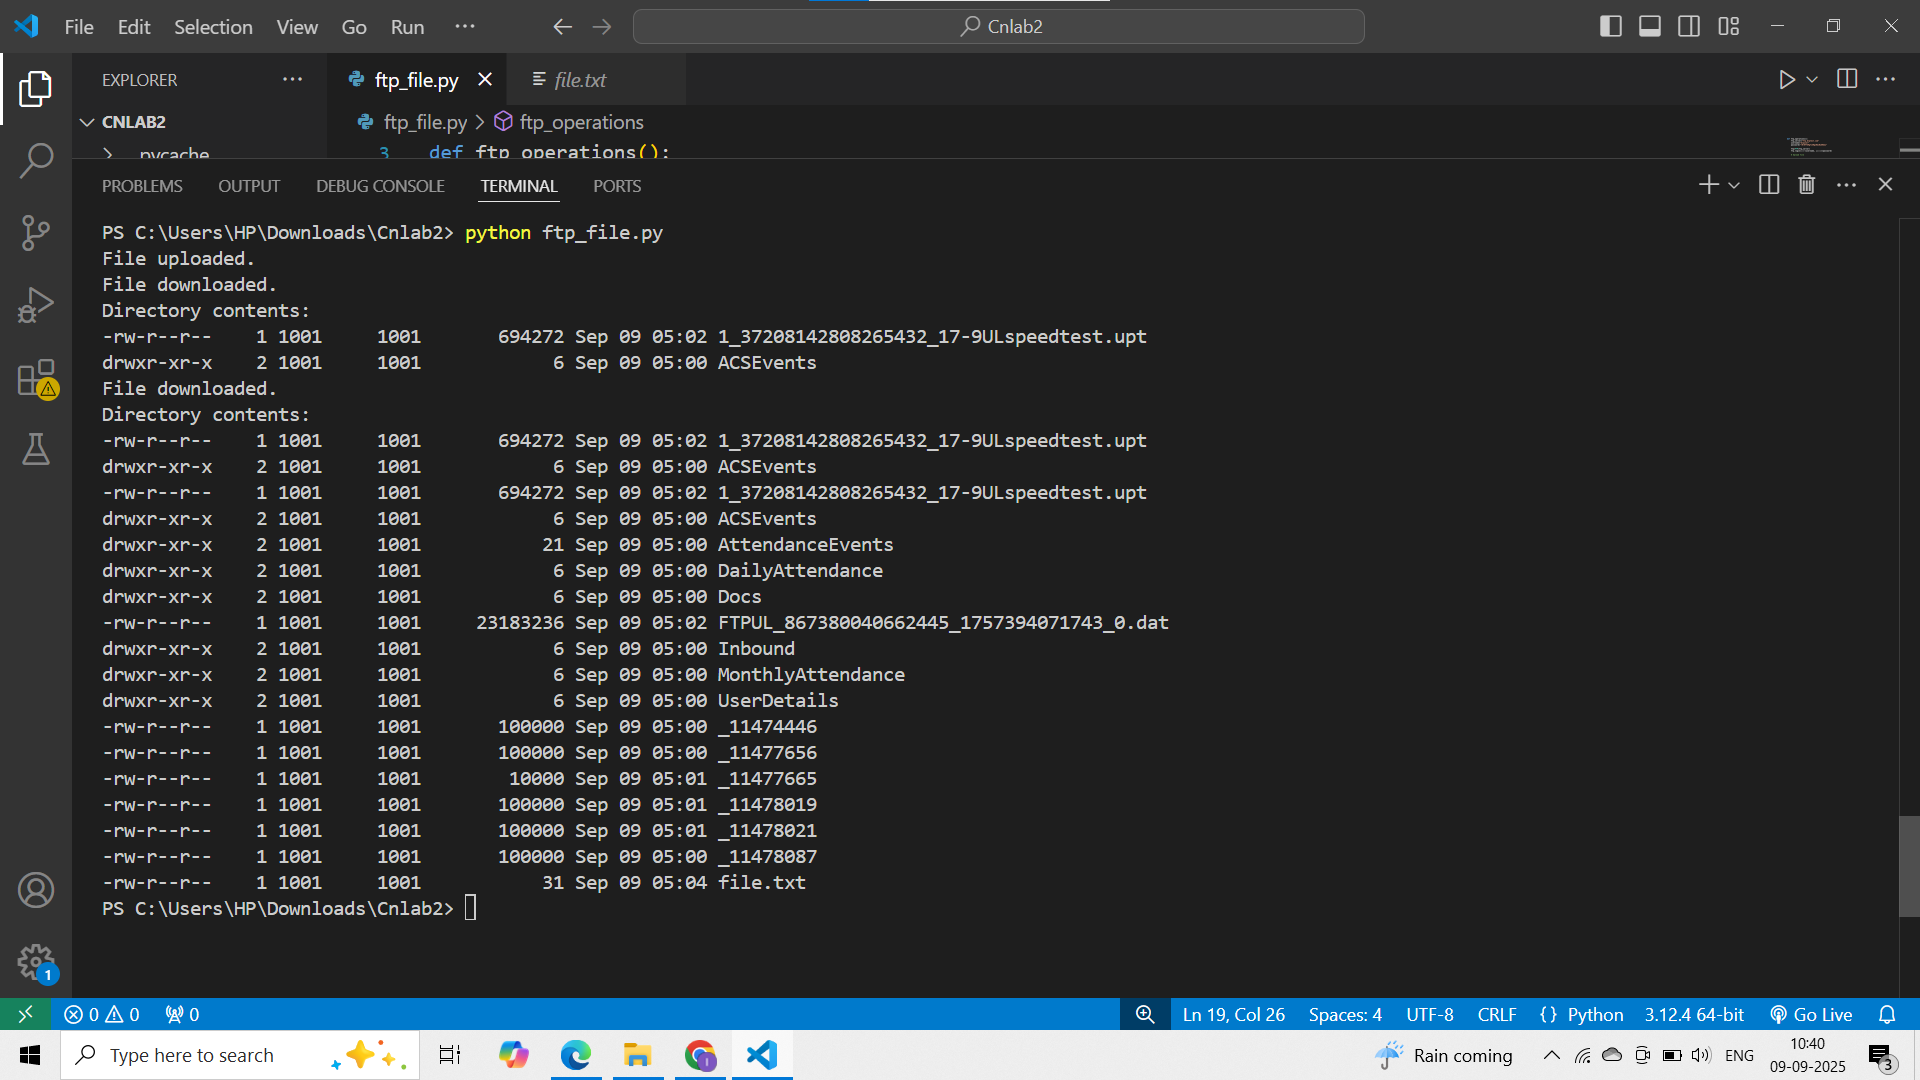 File Edit Selection View Go Run ··· Cnlab2
EXPLORER ··· ftp_file.py file.txt
CNLAB2 ftp_file.py > ftp_operations
pycache 3 def ftp_operations():
PROBLEMS OUTPUT DEBUG CONSOLE TERMINAL PORTS
PS C:\Users\HP\Downloads\Cnlab2> python ftp_file.py
File uploaded.
File downloaded.
Directory contents:
-rw-r--r--    1 1001     1001       694272 Sep 09 05:02 1_37208142808265432_17-9ULspeedtest.upt
drwxr-xr-x    2 1001     1001            6 Sep 09 05:00 ACSEvents
File downloaded.
Directory contents:
-rw-r--r--    1 1001     1001       694272 Sep 09 05:02 1_37208142808265432_17-9ULspeedtest.upt
drwxr-xr-x    2 1001     1001            6 Sep 09 05:00 ACSEvents
-rw-r--r--    1 1001     1001       694272 Sep 09 05:02 1_37208142808265432_17-9ULspeedtest.upt
drwxr-xr-x    2 1001     1001            6 Sep 09 05:00 ACSEvents
drwxr-xr-x    2 1001     1001           21 Sep 09 05:00 AttendanceEvents
drwxr-xr-x    2 1001     1001            6 Sep 09 05:00 DailyAttendance
drwxr-xr-x    2 1001     1001            6 Sep 09 05:00 Docs
-rw-r--r--    1 1001     1001     23183236 Sep 09 05:02 FTPUL_867380040662445_1757394071743_0.dat
drwxr-xr-x    2 1001     1001            6 Sep 09 05:00 Inbound
drwxr-xr-x    2 1001     1001            6 Sep 09 05:00 MonthlyAttendance
drwxr-xr-x    2 1001     1001            6 Sep 09 05:00 UserDetails
-rw-r--r--    1 1001     1001       100000 Sep 09 05:00 _11474446
-rw-r--r--    1 1001     1001       100000 Sep 09 05:00 _11477656
-rw-r--r--    1 1001     1001        10000 Sep 09 05:01 _11477665
-rw-r--r--    1 1001     1001       100000 Sep 09 05:01 _11478019
-rw-r--r--    1 1001     1001       100000 Sep 09 05:01 _11478021
-rw-r--r--    1 1001     1001       100000 Sep 09 05:00 _11478087
-rw-r--r--    1 1001     1001           31 Sep 09 05:04 file.txt
PS C:\Users\HP\Downloads\Cnlab2>
1
0 0 0 Ln 19, Col 26 Spaces: 4 UTF-8 CRLF {} Python 3.12.4 64-bit Go Live
Type here to search Rain coming ENG 10:40
09-09-2025 3